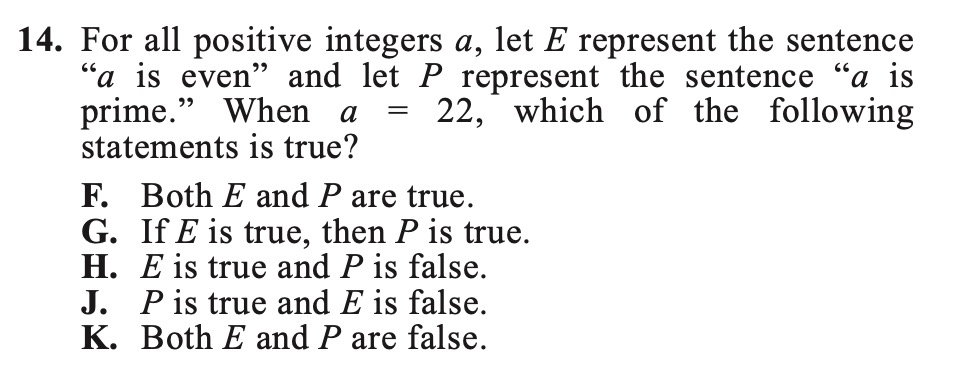 14. For all positive integers a, let E represent the sentence
“a is even” and let P represent the sentence “a is
prime.” When a = 22, which of the following
statements is true?
F. Both E and P are true.
G. If E is true, then P is true.
H. E is true and P is false.
J. P is true and E is false.
K. Both E and P are false.